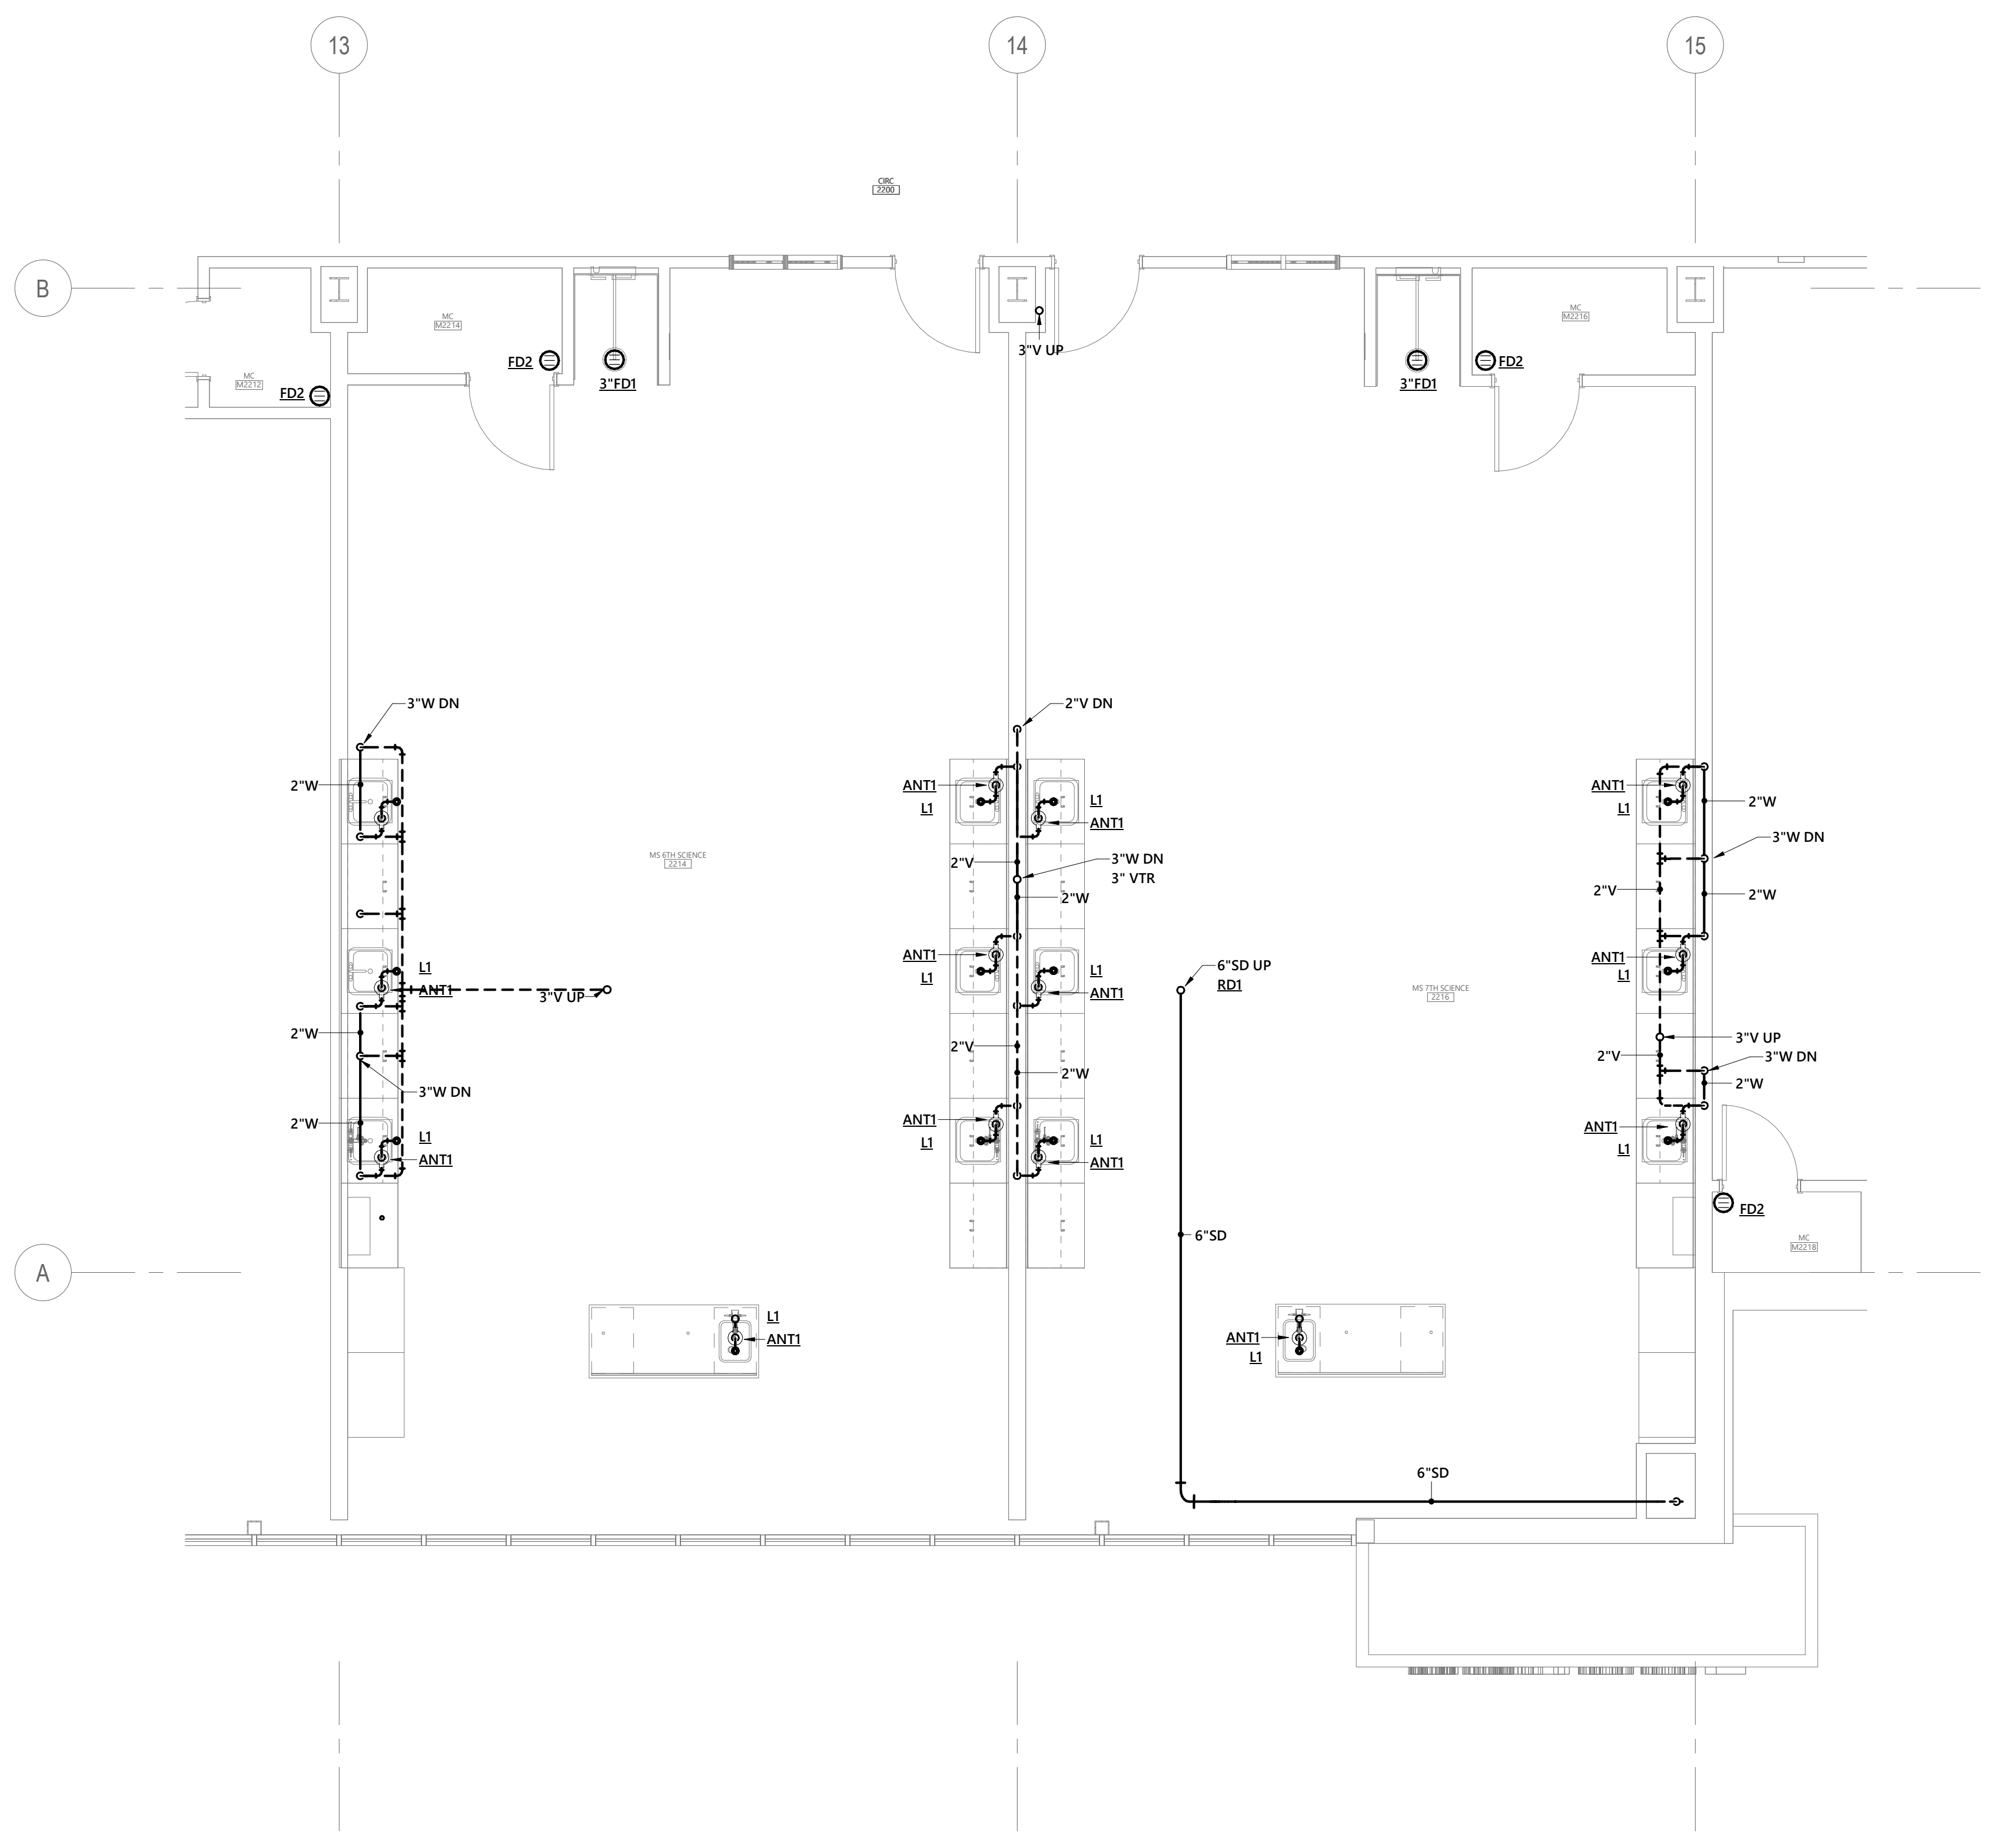 13
14
15
CIRC
2200
B
MC
M2214
MC
M2216
3"V UP
MC
M2212
FD2
FD2
3"FD1
3"FD1
FD2
3"W DN
2"V DN
2"W
ANT1
L1
L1
ANT1
ANT1
L1
2"W
3"W DN
MS 6TH SCIENCE
2214
2"V
3"W DN
3" VTR
2"W
2"V
2"W
L1
ANT1
3"V UP
ANT1
L1
L1
ANT1
6"SD UP
RD1
MS 7TH SCIENCE
2216
ANT1
L1
2"W
3"W DN
2"V
2"W
3"V UP
2"V
3"W DN
2"W
2"W
L1
ANT1
ANT1
L1
L1
ANT1
ANT1
L1
FD2
6"SD
MC
M2218
A
L1
ANT1
ANT1
L1
6"SD